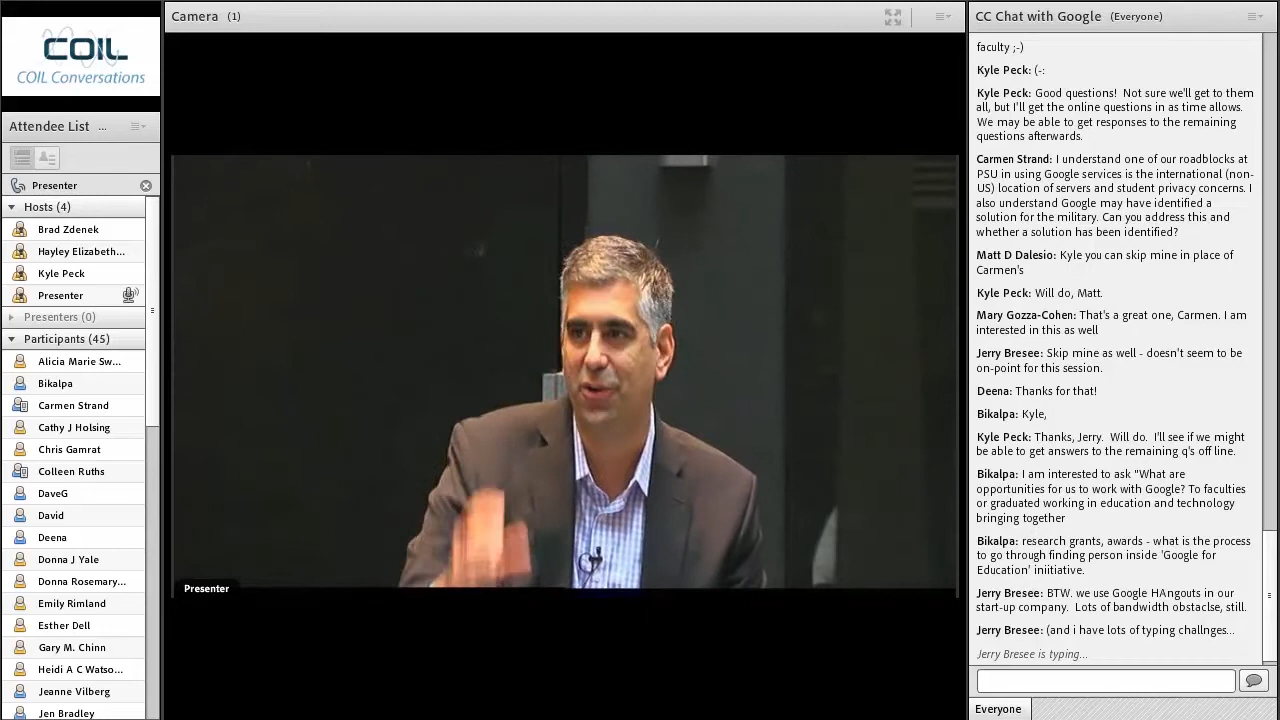 COIL
COIL Conversations
Attendee List ...
Presenter
Hosts (4)
Brad Zdenek
Hayley Elizabeth...
Kyle Peck
Presenter
Presenters (0)
Participants (45)
Alicia Marie Sw...
Bikalpa
Carmen Strand
Cathy J Holsing
Chris Gamrat
Colleen Ruths
DaveG
David
Deena
Donna J Yale
Donna Rosemary...
Emily Rimland
Esther Dell
Gary M. Chinn
Heidi A C Watso...
Jeanne Vilberg
Jen Bradley
Camera (1)
Presenter
CC Chat with Google (Everyone)
faculty ;-)
Kyle Peck: (-:
Kyle Peck: Good questions! Not sure we'll get to them
all, but I'll get the online questions in as time allows.
We may be able to get responses to the remaining
questions afterwards.
Carmen Strand: I understand one of our roadblocks at
PSU in using Google services is the international (non-
US) location of servers and student privacy concerns. I
also understand Google may have identified a
solution for the military. Can you address this and
whether a solution has been identified?
Matt D Dalesio: Kyle you can skip mine in place of
Carmen's
Kyle Peck: Will do, Matt.
Mary Gozza-Cohen: That's a great one, Carmen. I am
interested in this as well
Jerry Bresee: Skip mine as well - doesn't seem to be
on-point for this session.
Deena: Thanks for that!
Bikalpa: Kyle,
Kyle Peck: Thanks, Jerry. Will do. I'll see if we might
be able to get answers to the remaining q's off line.
Bikalpa: I am interested to ask "What are
opportunities for us to work with Google? To faculties
or graduated working in education and technology
bringing together
Bikalpa: research grants, awards - what is the process
to go through finding person inside 'Google for
Education' iniitiative.
Jerry Bresee: BTW. we use Google HAngouts in our
start-up company. Lots of bandwidth obstaclse, still.
Jerry Bresee: (and i have lots of typing challnges...
Jerry Bresee is typing...
Everyone